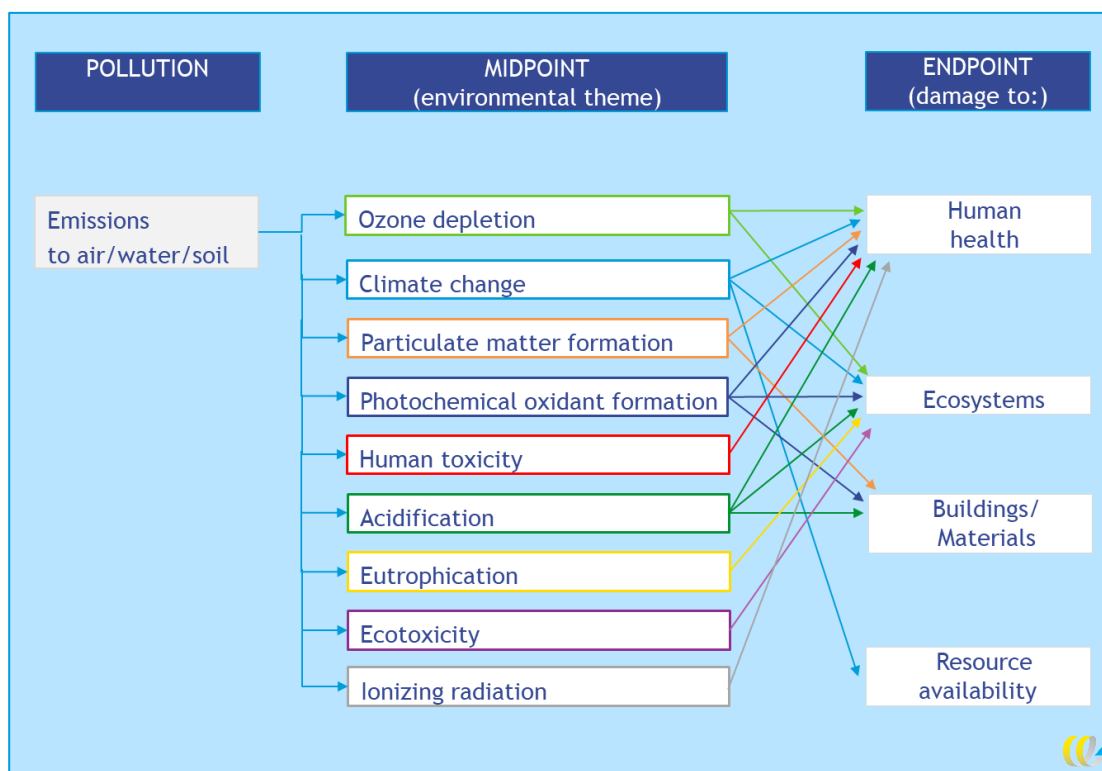 POLLUTION
MIDPOINT
(environmental theme)
ENDPOINT
(damage to:)
Emissions
to air/water/soil
Ozone depletion
Climate change
Particulate matter formation
Photochemical oxidant formation
Human toxicity
Acidification
Eutrophication
Ecotoxicity
Ionizing radiation
Human
health
Ecosystems
Buildings/
Materials
Resource
availability